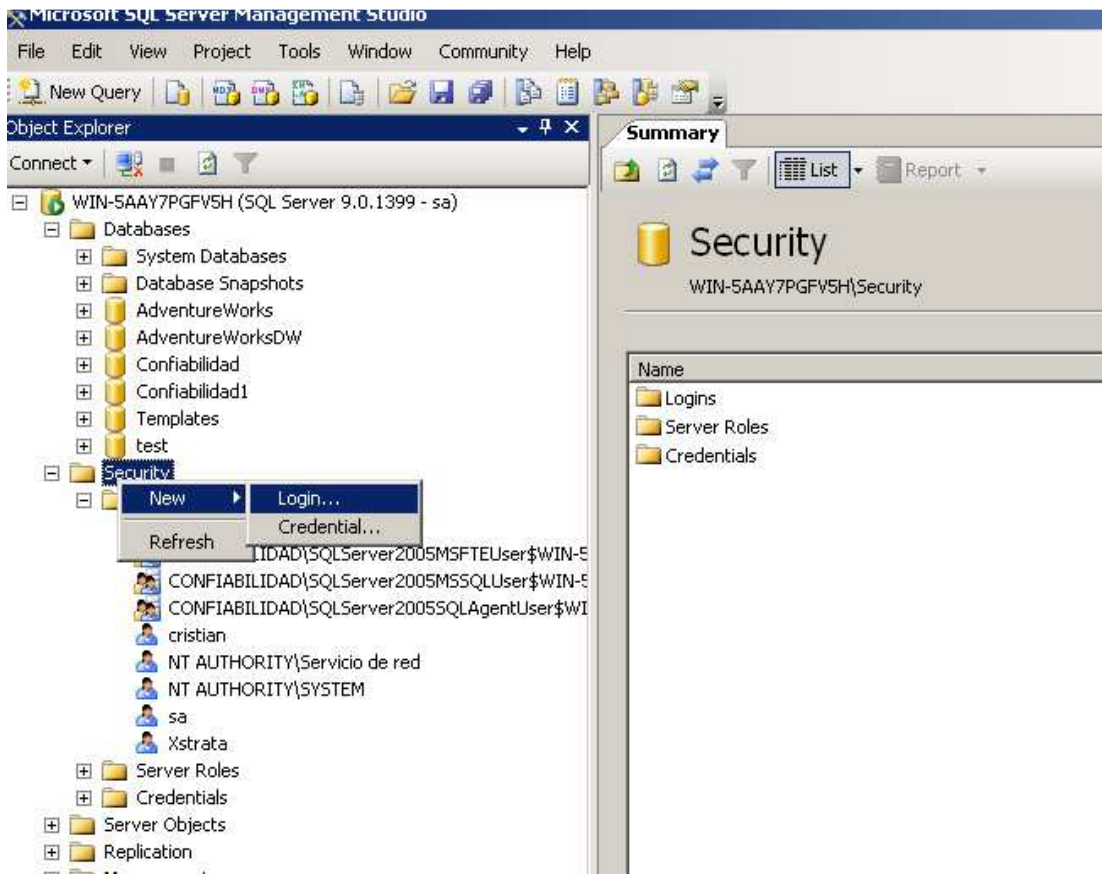 Microsoft SQL Server Management Studio
File Edit View Project Tools Window Community Help
New Query
Object Explorer
Connect
WIN-5AAY7PGFV5H (SQL Server 9.0.1399 - sa)
Databases
System Databases
Database Snapshots
AdventureWorks
AdventureWorksDW
Confiabilidad
Confiabilidad1
Templates
test
Security
New
Login...
Credential...
Refresh
IDAD\SQLServer2005MSFTEUser$WIN-5
CONFIABILIDAD\SQLServer2005MSSQLUser$WIN-5
CONFIABILIDAD\SQLServer2005SQLAgentUser$WI
cristian
NT AUTHORITY\Servicio de red
NT AUTHORITY\SYSTEM
sa
Xstrata
Server Roles
Credentials
Server Objects
Replication
Summary
List Report
Security
WIN-5AAY7PGFV5H\Security
Name
Logins
Server Roles
Credentials